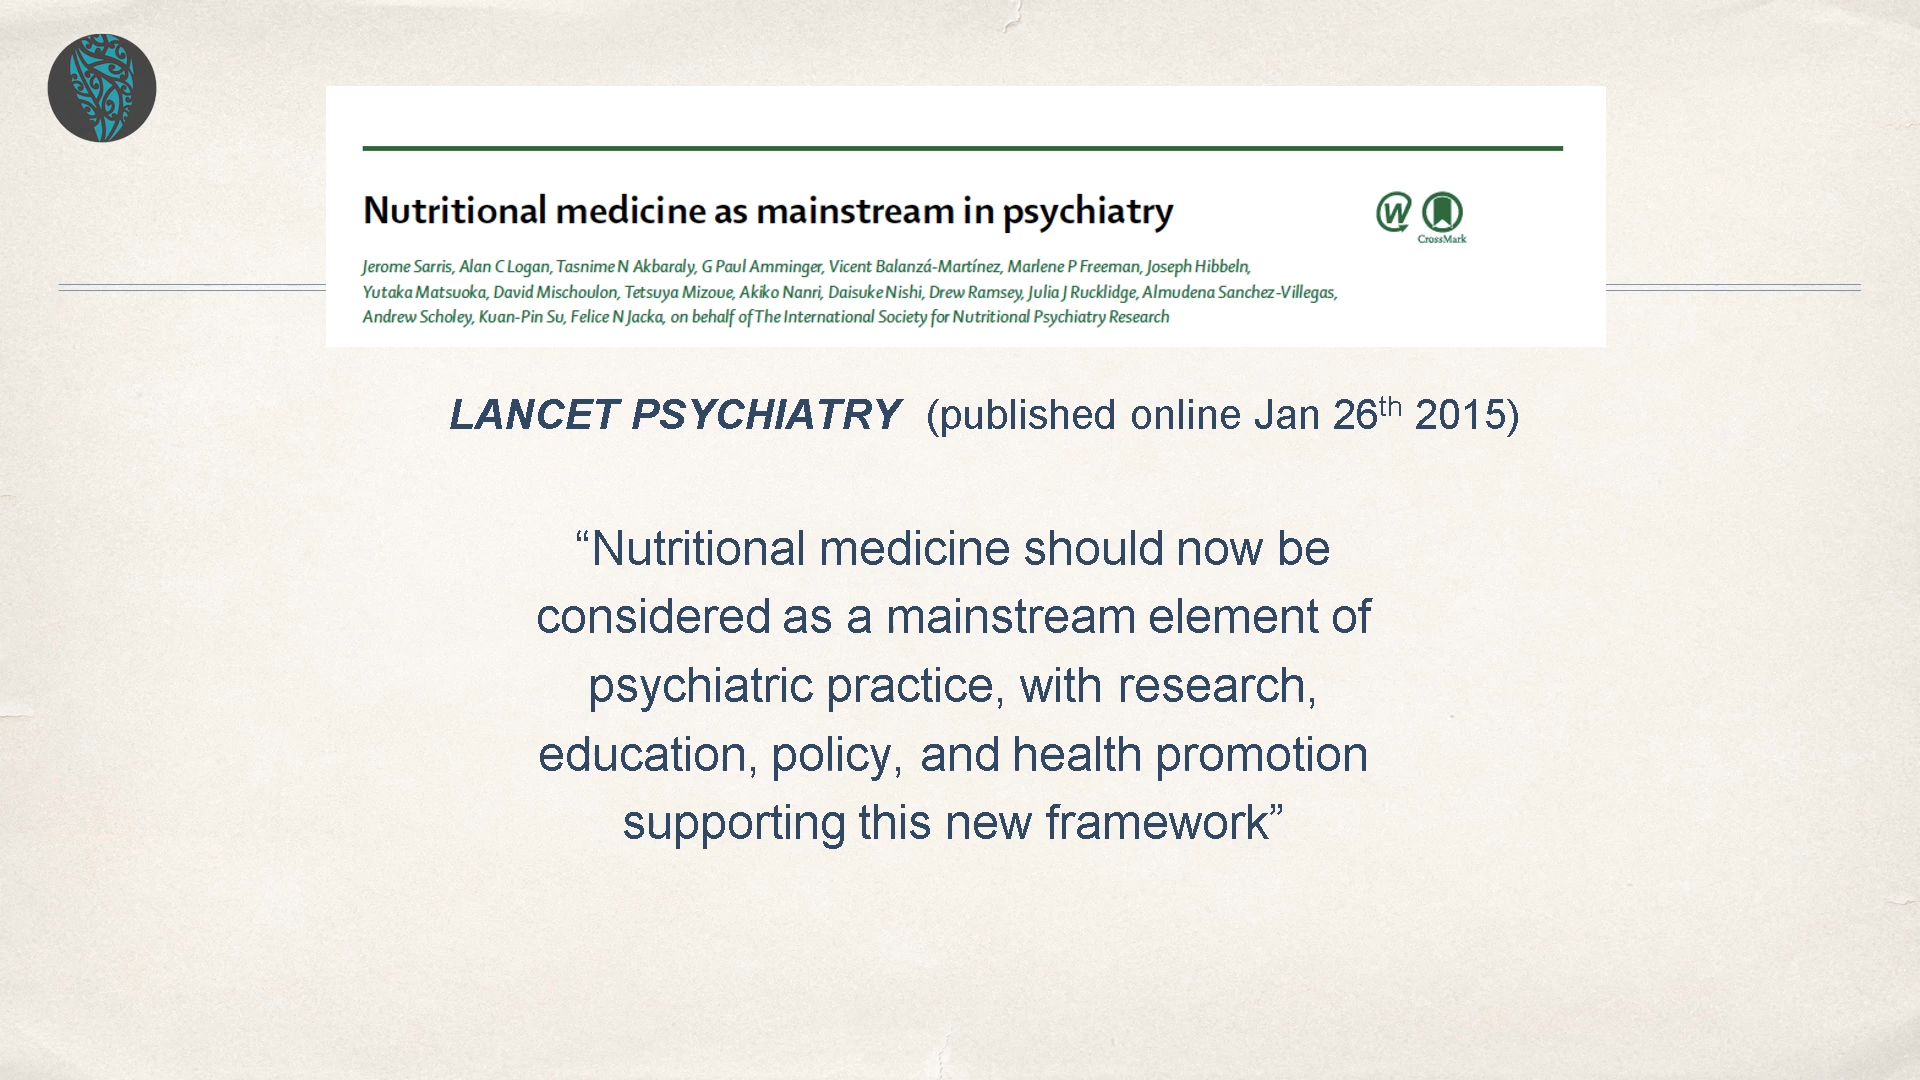 Nutritional medicine as mainstream in psychiatry
CrossMark
Jerome Sarris, Alan C Logan, Tasnime N Akbaraly, G Paul Amminger, Vicent Balanzá-Martínez, Marlene P Freeman, Joseph Hibbeln,
Yutaka Matsuoka, David Mischoulon, Tetsuya Mizoue, Akiko Nanri, Daisuke Nishi, Drew Ramsey, Julia J Rucklidge, Almudena Sanchez-Villegas,
Andrew Scholey, Kuan-Pin Su, Felice N Jacka, on behalf of The International Society for Nutritional Psychiatry Research
LANCET PSYCHIATRY (published online Jan 26th 2015)
“Nutritional medicine should now be
considered as a mainstream element of
psychiatric practice, with research,
education, policy, and health promotion
supporting this new framework”